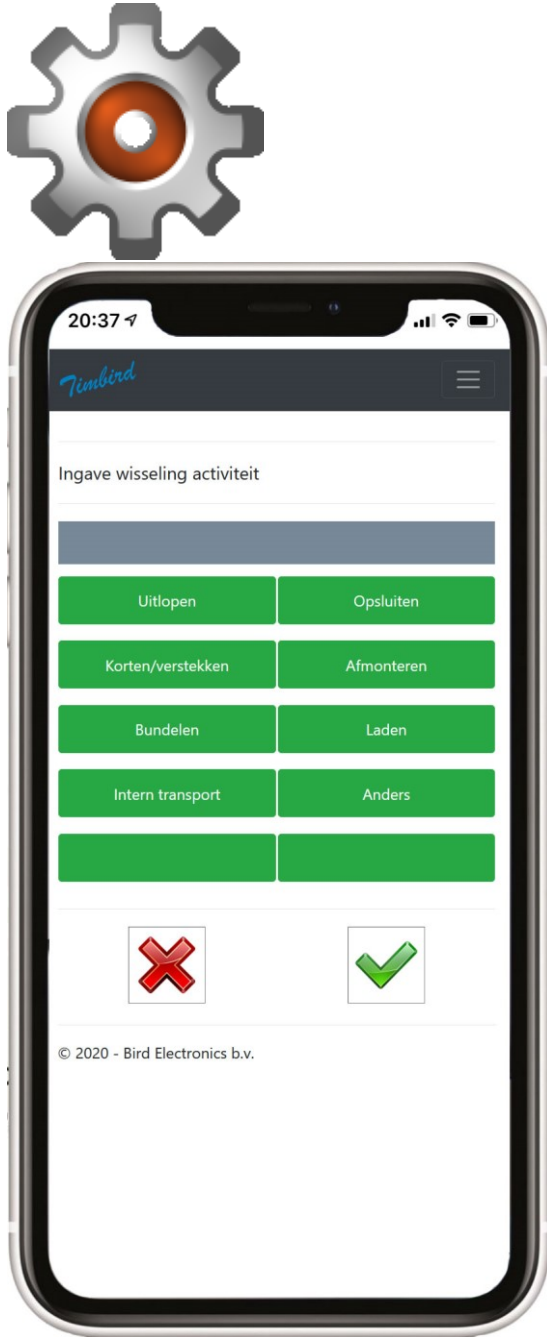 20:37
Timbird
Ingave wisseling activiteit
Uitlopen Opsluiten
Korten/verstekken Afmonteren
Bundelen Laden
Intern transport Anders
© 2020 - Bird Electronics b.v.